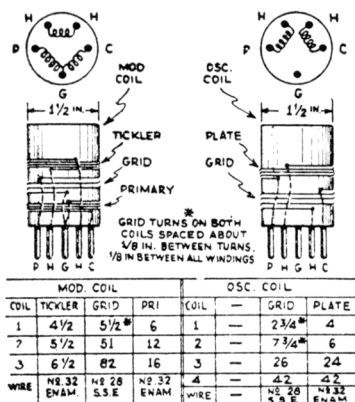 H H
P C
G
MOD COIL
1 1/2 IN.
TICKLER
GRID
PRIMARY
P H G H C
H H
P C
G
OSC. COIL
1 1/2 IN.
PLATE
GRID
P H G H C
* GRID TURNS ON BOTH
COILS SPACED ABOUT
1/8 IN. BETWEEN TURNS.
1/8 IN BETWEEN ALL WINDINGS
MOD. COIL OSC. COIL
COIL TICKLER GRID PRI COIL — GRID PLATE
1 4 1/2 5 1/2* 6 1 — 2 3/4* 4
2 5 1/2 51 12 2 — 7 3/4* 6
3 6 1/2 82 16 3 — 26 24
4 — 42 42
WIRE Nº.32 ENAM. Nº 28 S.S.E Nº.32 ENAM. WIRE — Nº 28 S.S.E. Nº.32 ENAM.